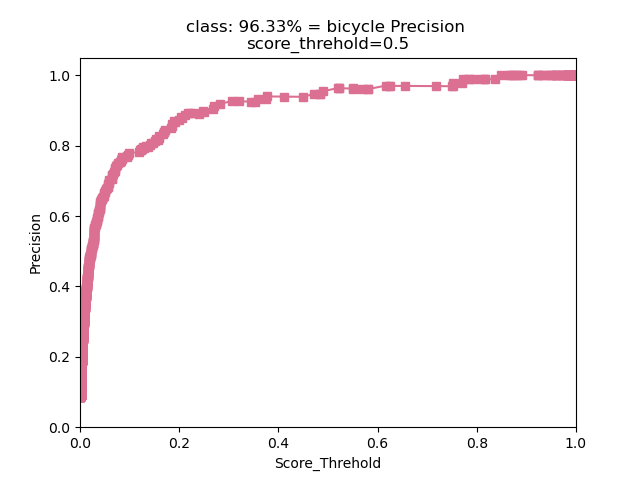 class: 96.33% = bicycle Precision
score_threhold=0.5
1.0
0.8
0.6
0.4
0.2
0.0
Precision
0.0 0.2 0.4 0.6 0.8 1.0
Score_Threhold